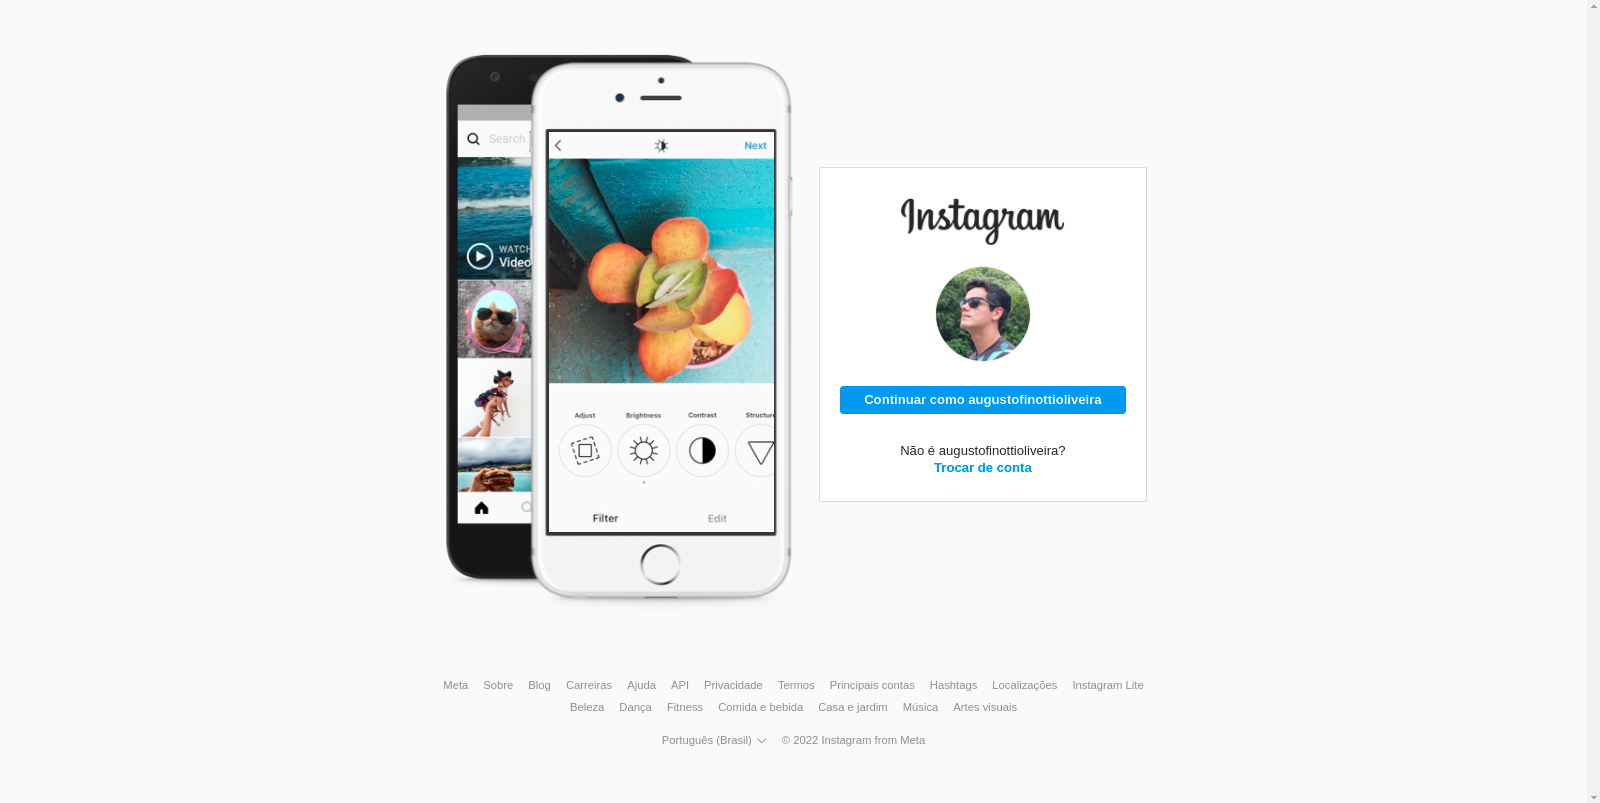 Search
WATCH
Video
Next
Adjust Brightness Contrast Structure
Filter Edit
Instagram
Continuar como augustofinottioliveira
Não é augustofinottioliveira?
Trocar de conta
Meta Sobre Blog Carreiras Ajuda API Privacidade Termos Principais contas Hashtags Localizações Instagram Lite
Beleza Dança Fitness Comida e bebida Casa e jardim Música Artes visuais
Português (Brasil) © 2022 Instagram from Meta